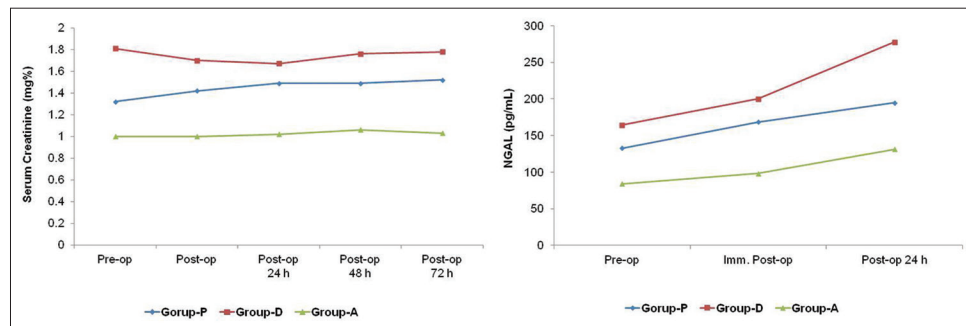 2
1.8
1.6
1.4
1.2
1
0.8
0.6
0.4
0.2
0
Serum Creatinine (mg%)
Pre-op
Post-op
Post-op
24 h
Post-op
48 h
Post-op
72 h
Gorup-P
Group-D
Group-A
300
250
200
150
100
50
0
NGAL (pg/mL)
Pre-op
Imm. Post-op
Post-op 24 h
Gorup-P
Group-D
Group-A